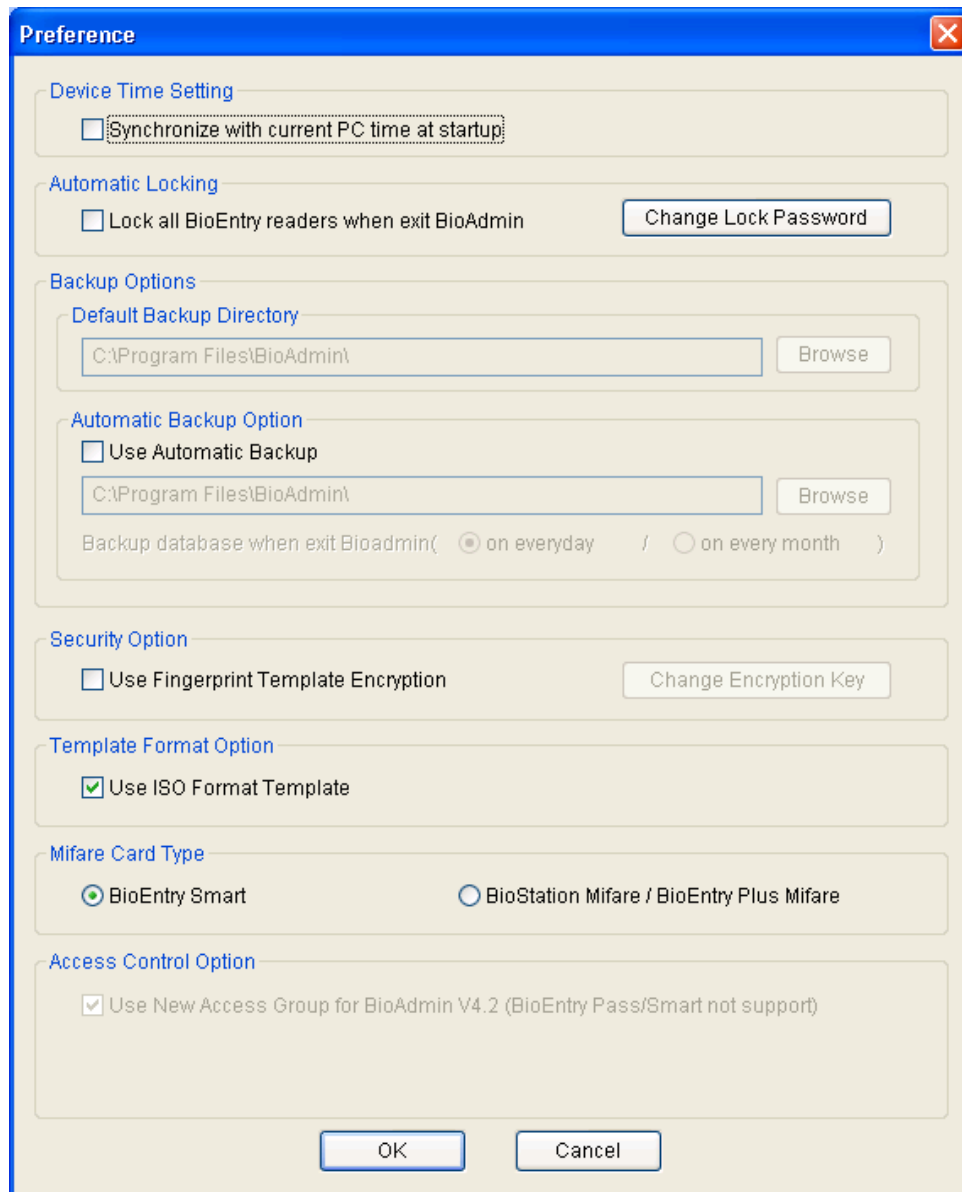 Preference
Device Time Setting
Synchronize with current PC time at startup
Automatic Locking
Lock all BioEntry readers when exit BioAdmin
Change Lock Password
Backup Options
Default Backup Directory
C:\Program Files\BioAdmin\
Browse
Automatic Backup Option
Use Automatic Backup
C:\Program Files\BioAdmin\
Browse
Backup database when exit Bioadmin( on everyday / on every month )
Security Option
Use Fingerprint Template Encryption
Change Encryption Key
Template Format Option
Use ISO Format Template
Mifare Card Type
BioEntry Smart
BioStation Mifare / BioEntry Plus Mifare
Access Control Option
Use New Access Group for BioAdmin V4.2 (BioEntry Pass/Smart not support)
OK
Cancel